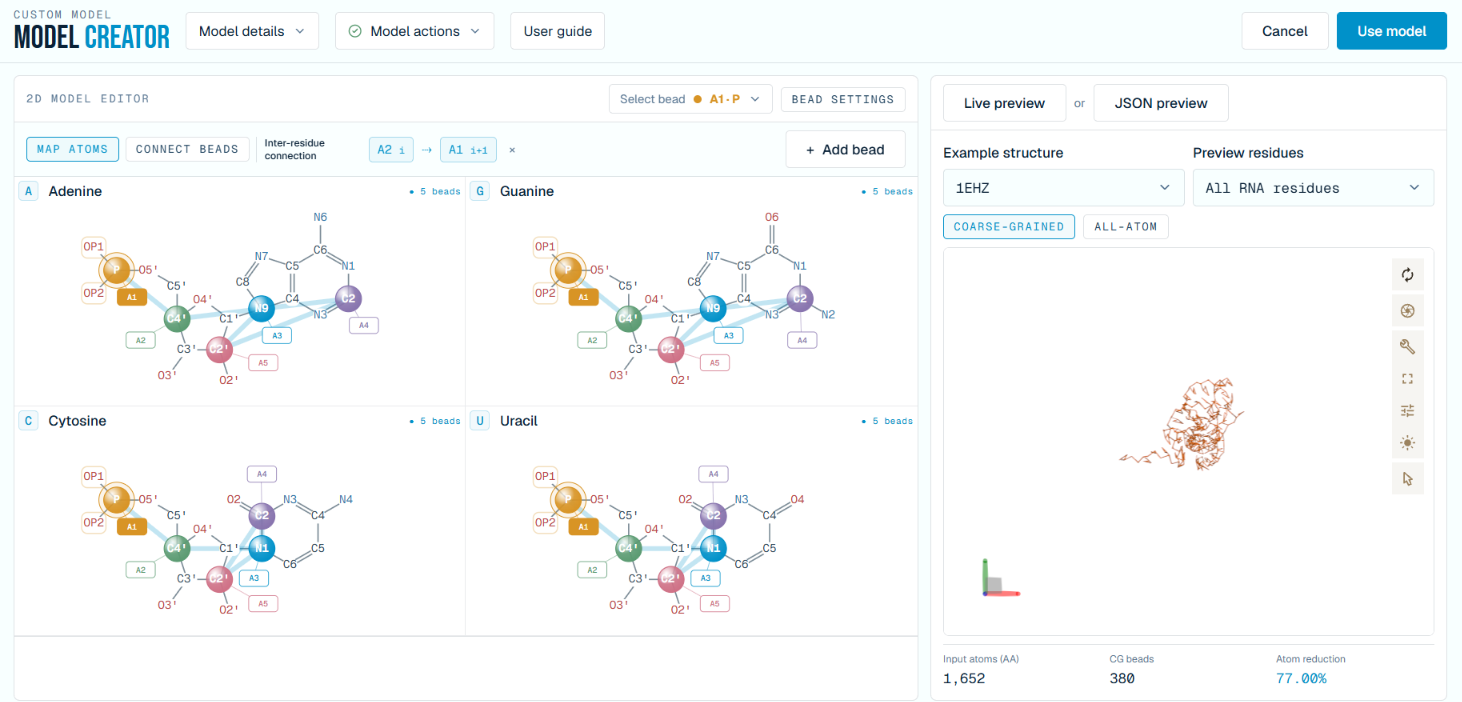 CUSTOM MODEL
MODEL CREATOR
Model details
Model actions
User guide
Cancel
Use model
2D MODEL EDITOR
Select bead A1·P
BEAD SETTINGS
MAP ATOMS
CONNECT BEADS
Inter-residue
connection
A2 i ⇢ A1 i+1 ×
+ Add bead
A Adenine • 5 beads
N6
OP1
P
O5'
OP2
A1
C5'
N7
C6
C5
N1
C8
O4'
C4
C2
N9
C4'
C1'
N3
A4
A2
A3
C3'
C2'
A5
O3'
O2'
G Guanine • 5 beads
O6
OP1
P
O5'
OP2
A1
C5'
N7
C6
C5
N1
C8
O4'
C4
C2
N9
C4'
C1'
N3
N2
A2
A3
A4
C3'
C2'
A5
O3'
O2'
C Cytosine • 5 beads
A4
OP1
P
O5'
OP2
A1
C5'
O2
N3
N4
C2
C4
O4'
C4'
C1'
N1
C5
C6
A2
C3'
C2'
A3
A5
O3'
O2'
U Uracil • 5 beads
A4
OP1
P
O5'
OP2
A1
C5'
O2
N3
O4
C2
C4
O4'
C4'
C1'
N1
C5
C6
A2
C3'
C2'
A3
A5
O3'
O2'
Live preview or JSON preview
Example structure
Preview residues
1EHZ
All RNA residues
COARSE-GRAINED
ALL-ATOM
Input atoms (AA)
CG beads
Atom reduction
1,652
380
77.00%